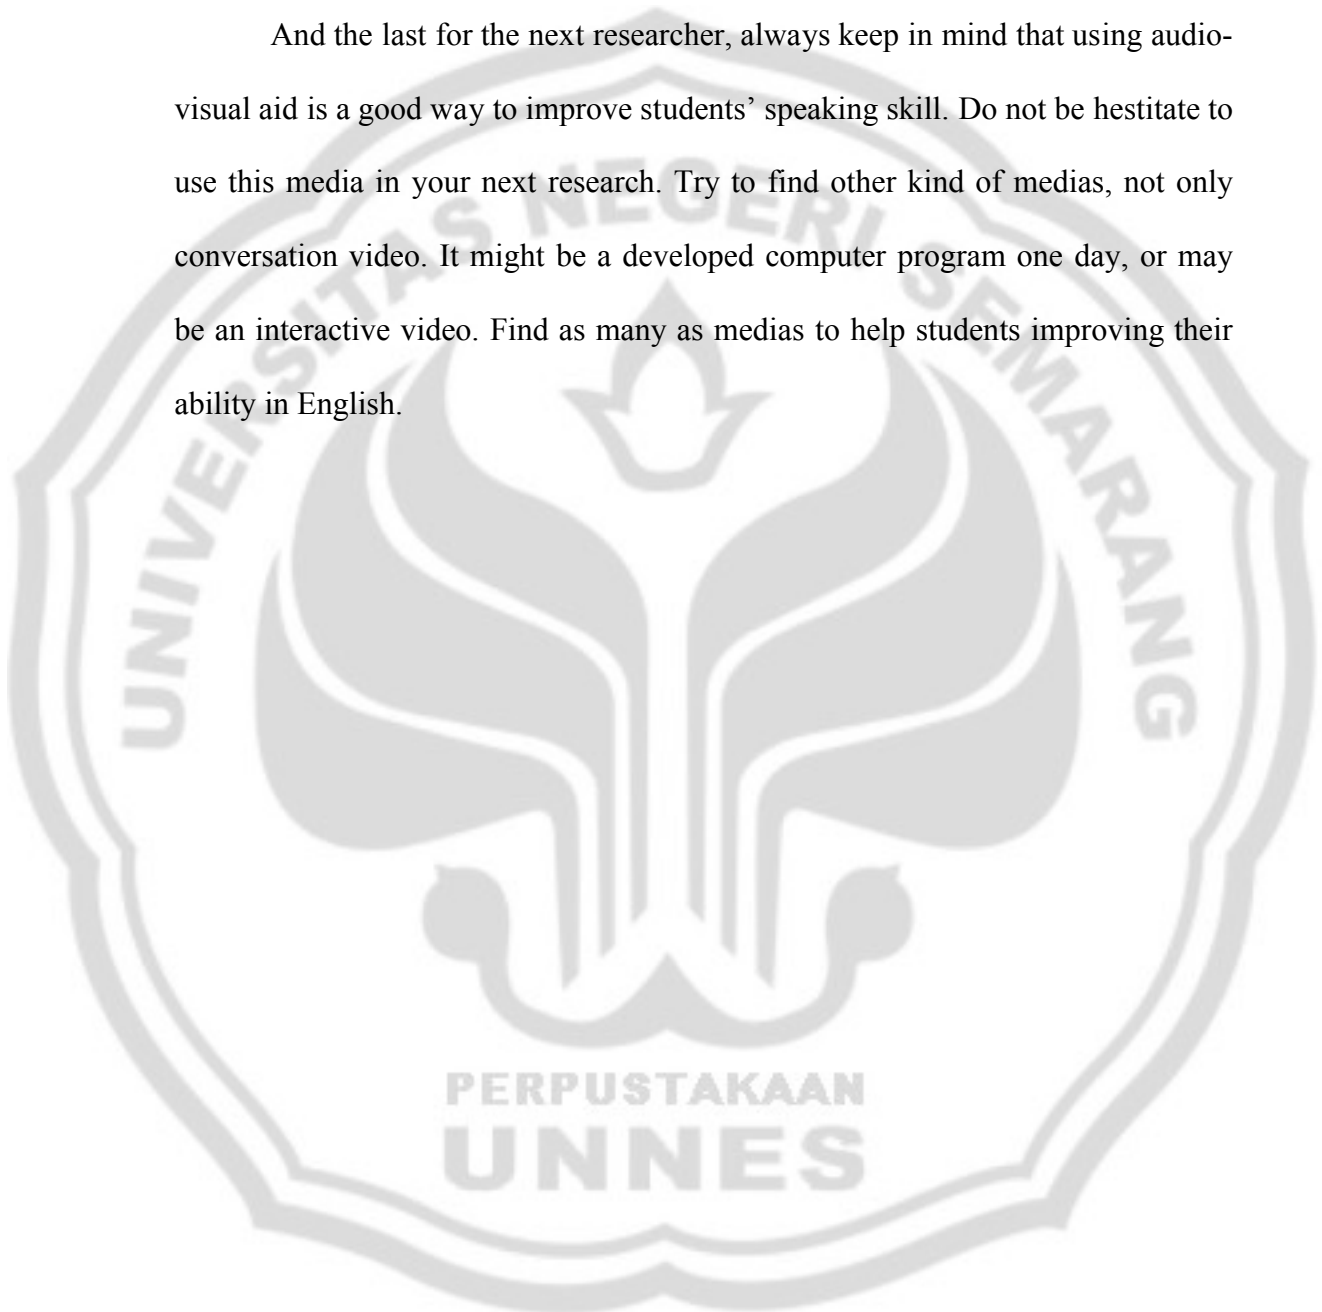 And the last for the next researcher, always keep in mind that using audio-
visual aid is a good way to improve students’ speaking skill. Do not be hestitate to
use this media in your next research. Try to find other kind of medias, not only
conversation video. It might be a developed computer program one day, or may
be an interactive video. Find as many as medias to help students improving their
ability in English.
UNIVERSITAS NEGERI SEMARANG
PERPUSTAKAAN
UNNES